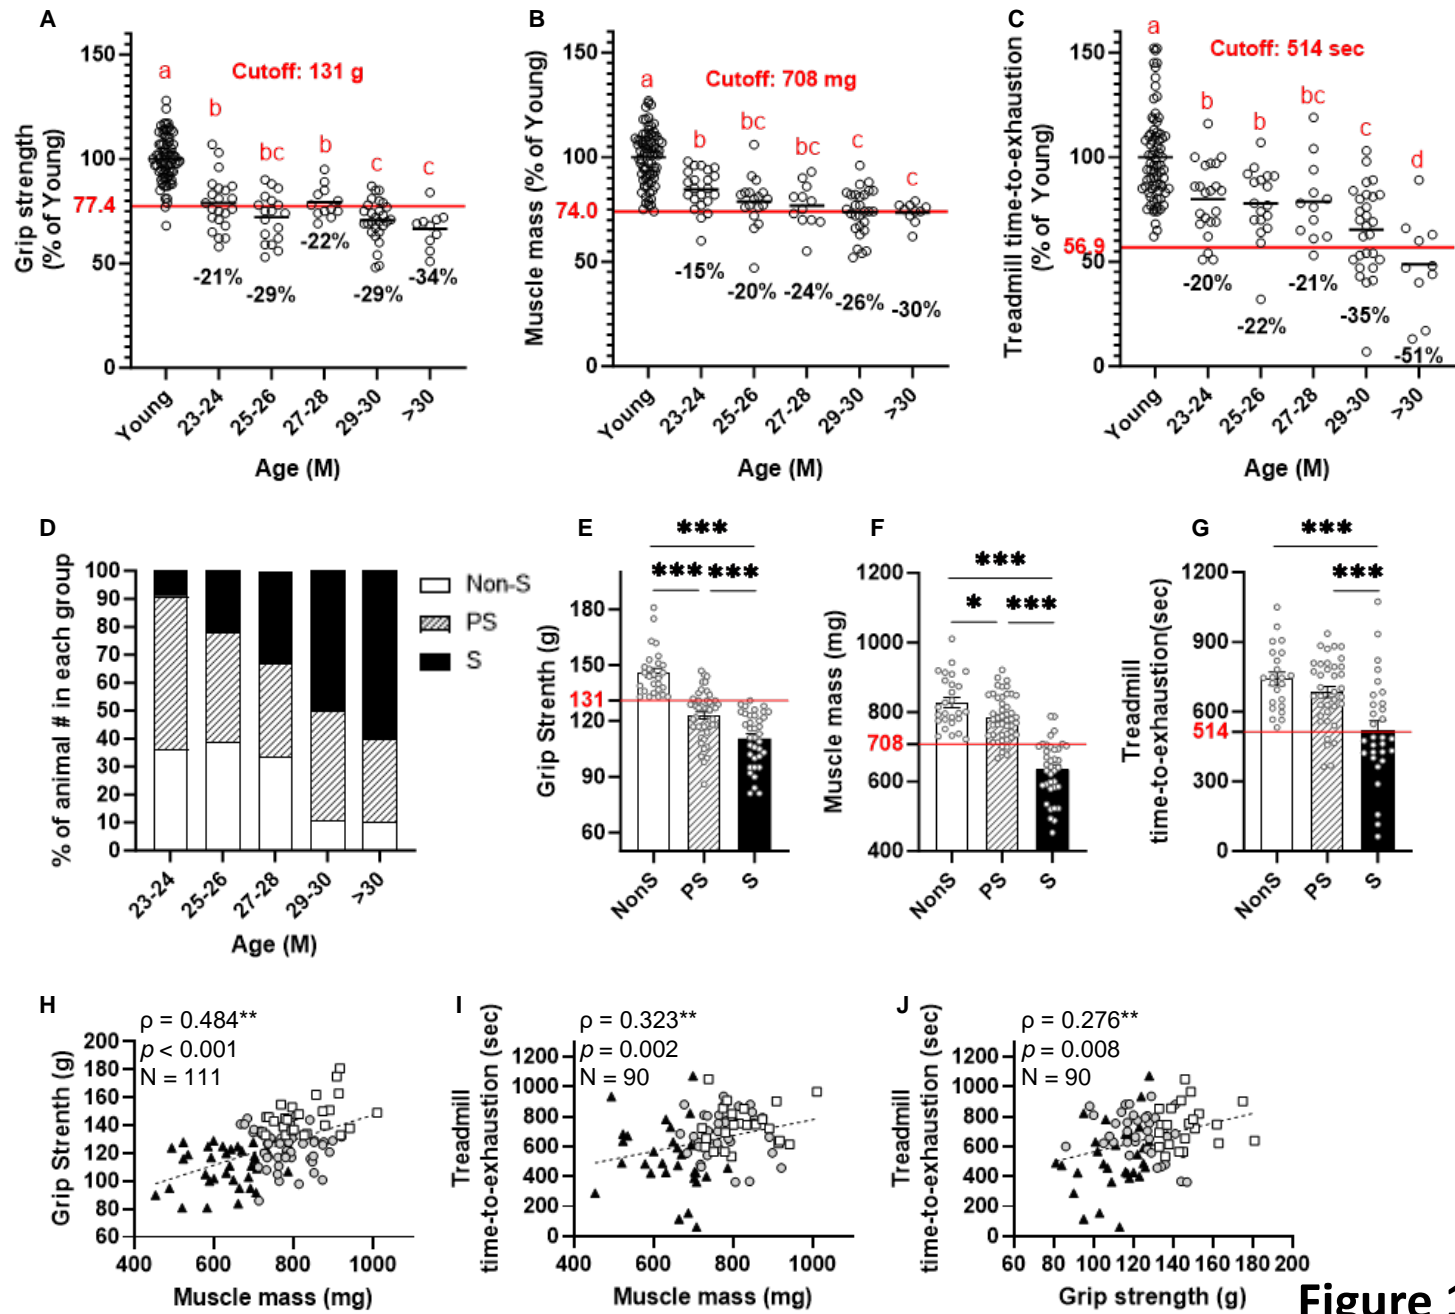 A
B
C
Grip strength
(% of Young)
150
100
77.4
50
0
Cutoff: 131 g
a
b
bc
b
c
c
-21%
-29%
-22%
-29%
-34%
Young
23-24
25-26
27-28
29-30
>30
Age (M)
Muscle mass (% of Young)
150
100
74.0
50
0
Cutoff: 708 mg
a
b
bc
bc
c
c
-15%
-20%
-24%
-26%
-30%
Young
23-24
25-26
27-28
29-30
>30
Age (M)
Treadmill time-to-exhaustion
(% of Young)
150
100
56.9
50
0
Cutoff: 514 sec
a
b
b
bc
c
d
-20%
-22%
-21%
-35%
-51%
Young
23-24
25-26
27-28
29-30
>30
Age (M)
D
% of animal # in each group
100
90
80
70
60
50
40
30
20
10
0
23-24
25-26
27-28
29-30
>30
Age (M)
Non-S
PS
S
E
Grip Strenth (g)
180
150
131
120
90
60
***
*** ***
NonS
PS
S
F
Muscle mass (mg)
1200
1000
800
708
600
400
***
* ***
NonS
PS
S
G
Treadmill
time-to-exhaustion(sec)
1200
900
600
514
300
0
***
***
NonS
PS
S
H
ρ = 0.484**
p < 0.001
N = 111
Grip Strenth (g)
200
180
160
140
120
100
80
60
400 600 800 1000
Muscle mass (mg)
I
ρ = 0.323**
p = 0.002
N = 90
Treadmill
time-to-exhaustion (sec)
1200
1000
800
600
400
200
0
400 600 800 1000
Muscle mass (mg)
J
ρ = 0.276**
p = 0.008
N = 90
Treadmill
time-to-exhaustion (sec)
1200
1000
800
600
400
200
0
60 80 100 120 140 160 180 200
Grip strength (g)
Figure 1